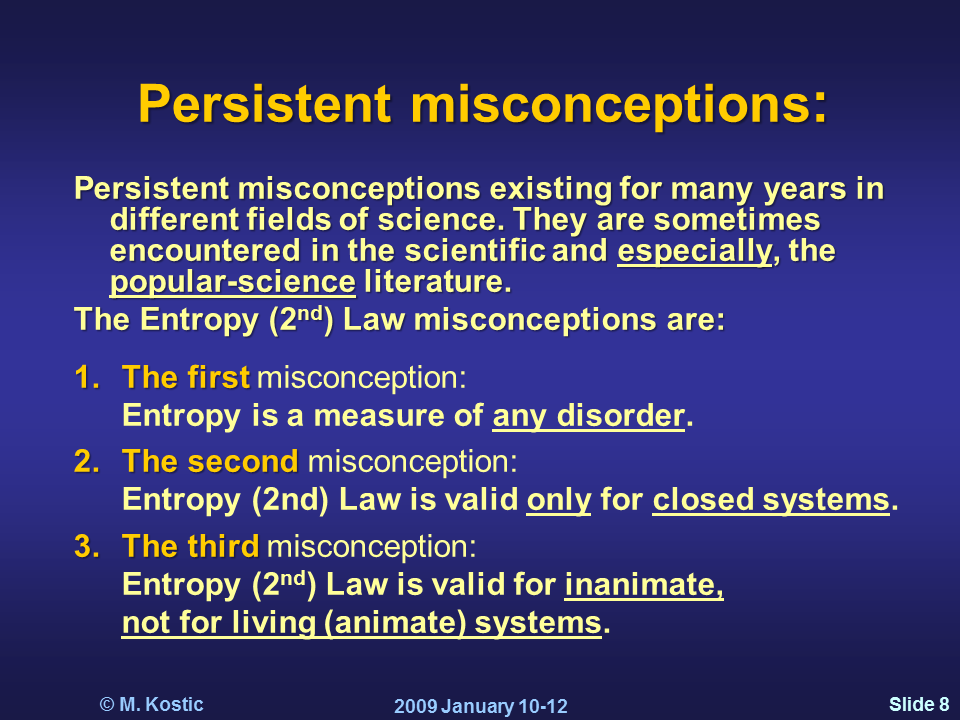 Persistent misconceptions:
Persistent misconceptions existing for many years in
different fields of science. They are sometimes
encountered in the scientific and especially, the
popular-science literature.
The Entropy (2nd) Law misconceptions are:
1. The first misconception:
Entropy is a measure of any disorder.
2. The second misconception:
Entropy (2nd) Law is valid only for closed systems.
3. The third misconception:
Entropy (2nd) Law is valid for inanimate,
not for living (animate) systems.
© M. Kostic
2009 January 10-12
Slide 8